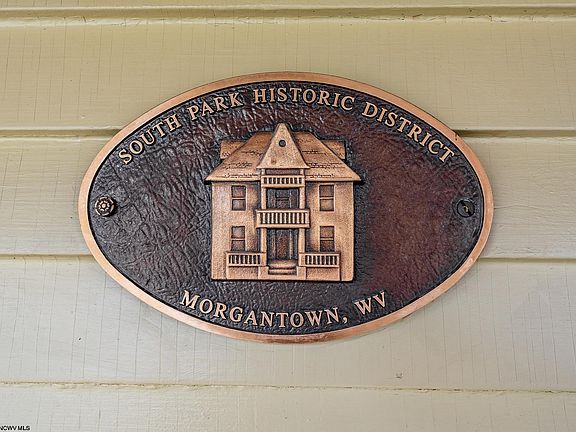 SOUTH PARK HISTORIC DISTRICT
MORGANTOWN, WV
NCWV MLS